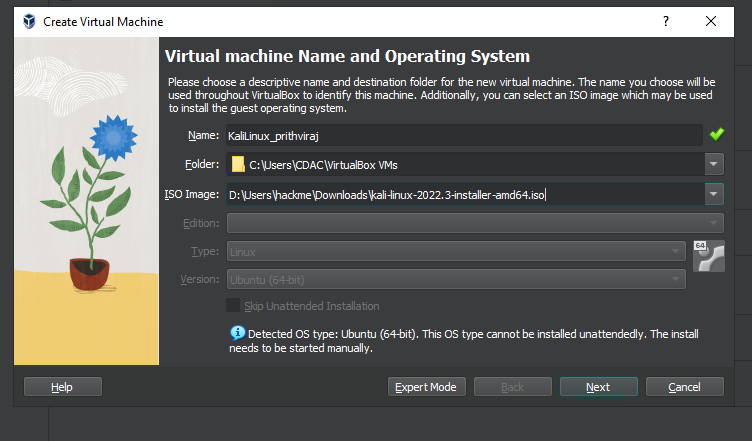 Create Virtual Machine
?
Virtual machine Name and Operating System
Please choose a descriptive name and destination folder for the new virtual machine. The name you choose will be
used throughout VirtualBox to identify this machine. Additionally, you can select an ISO image which may be used
to install the guest operating system.
Name: KaliLinux_prithviraj
Folder: C:\Users\CDAC\VirtualBox VMs
ISO Image: D:\Users\hackme\Downloads\kali-linux-2022.3-installer-amd64.iso
Edition:
Type: Linux
64
Version: Ubuntu (64-bit)
Skip Unattended Installation
Detected OS type: Ubuntu (64-bit). This OS type cannot be installed unattendedly. The install
needs to be started manually.
Help Expert Mode Back Next Cancel